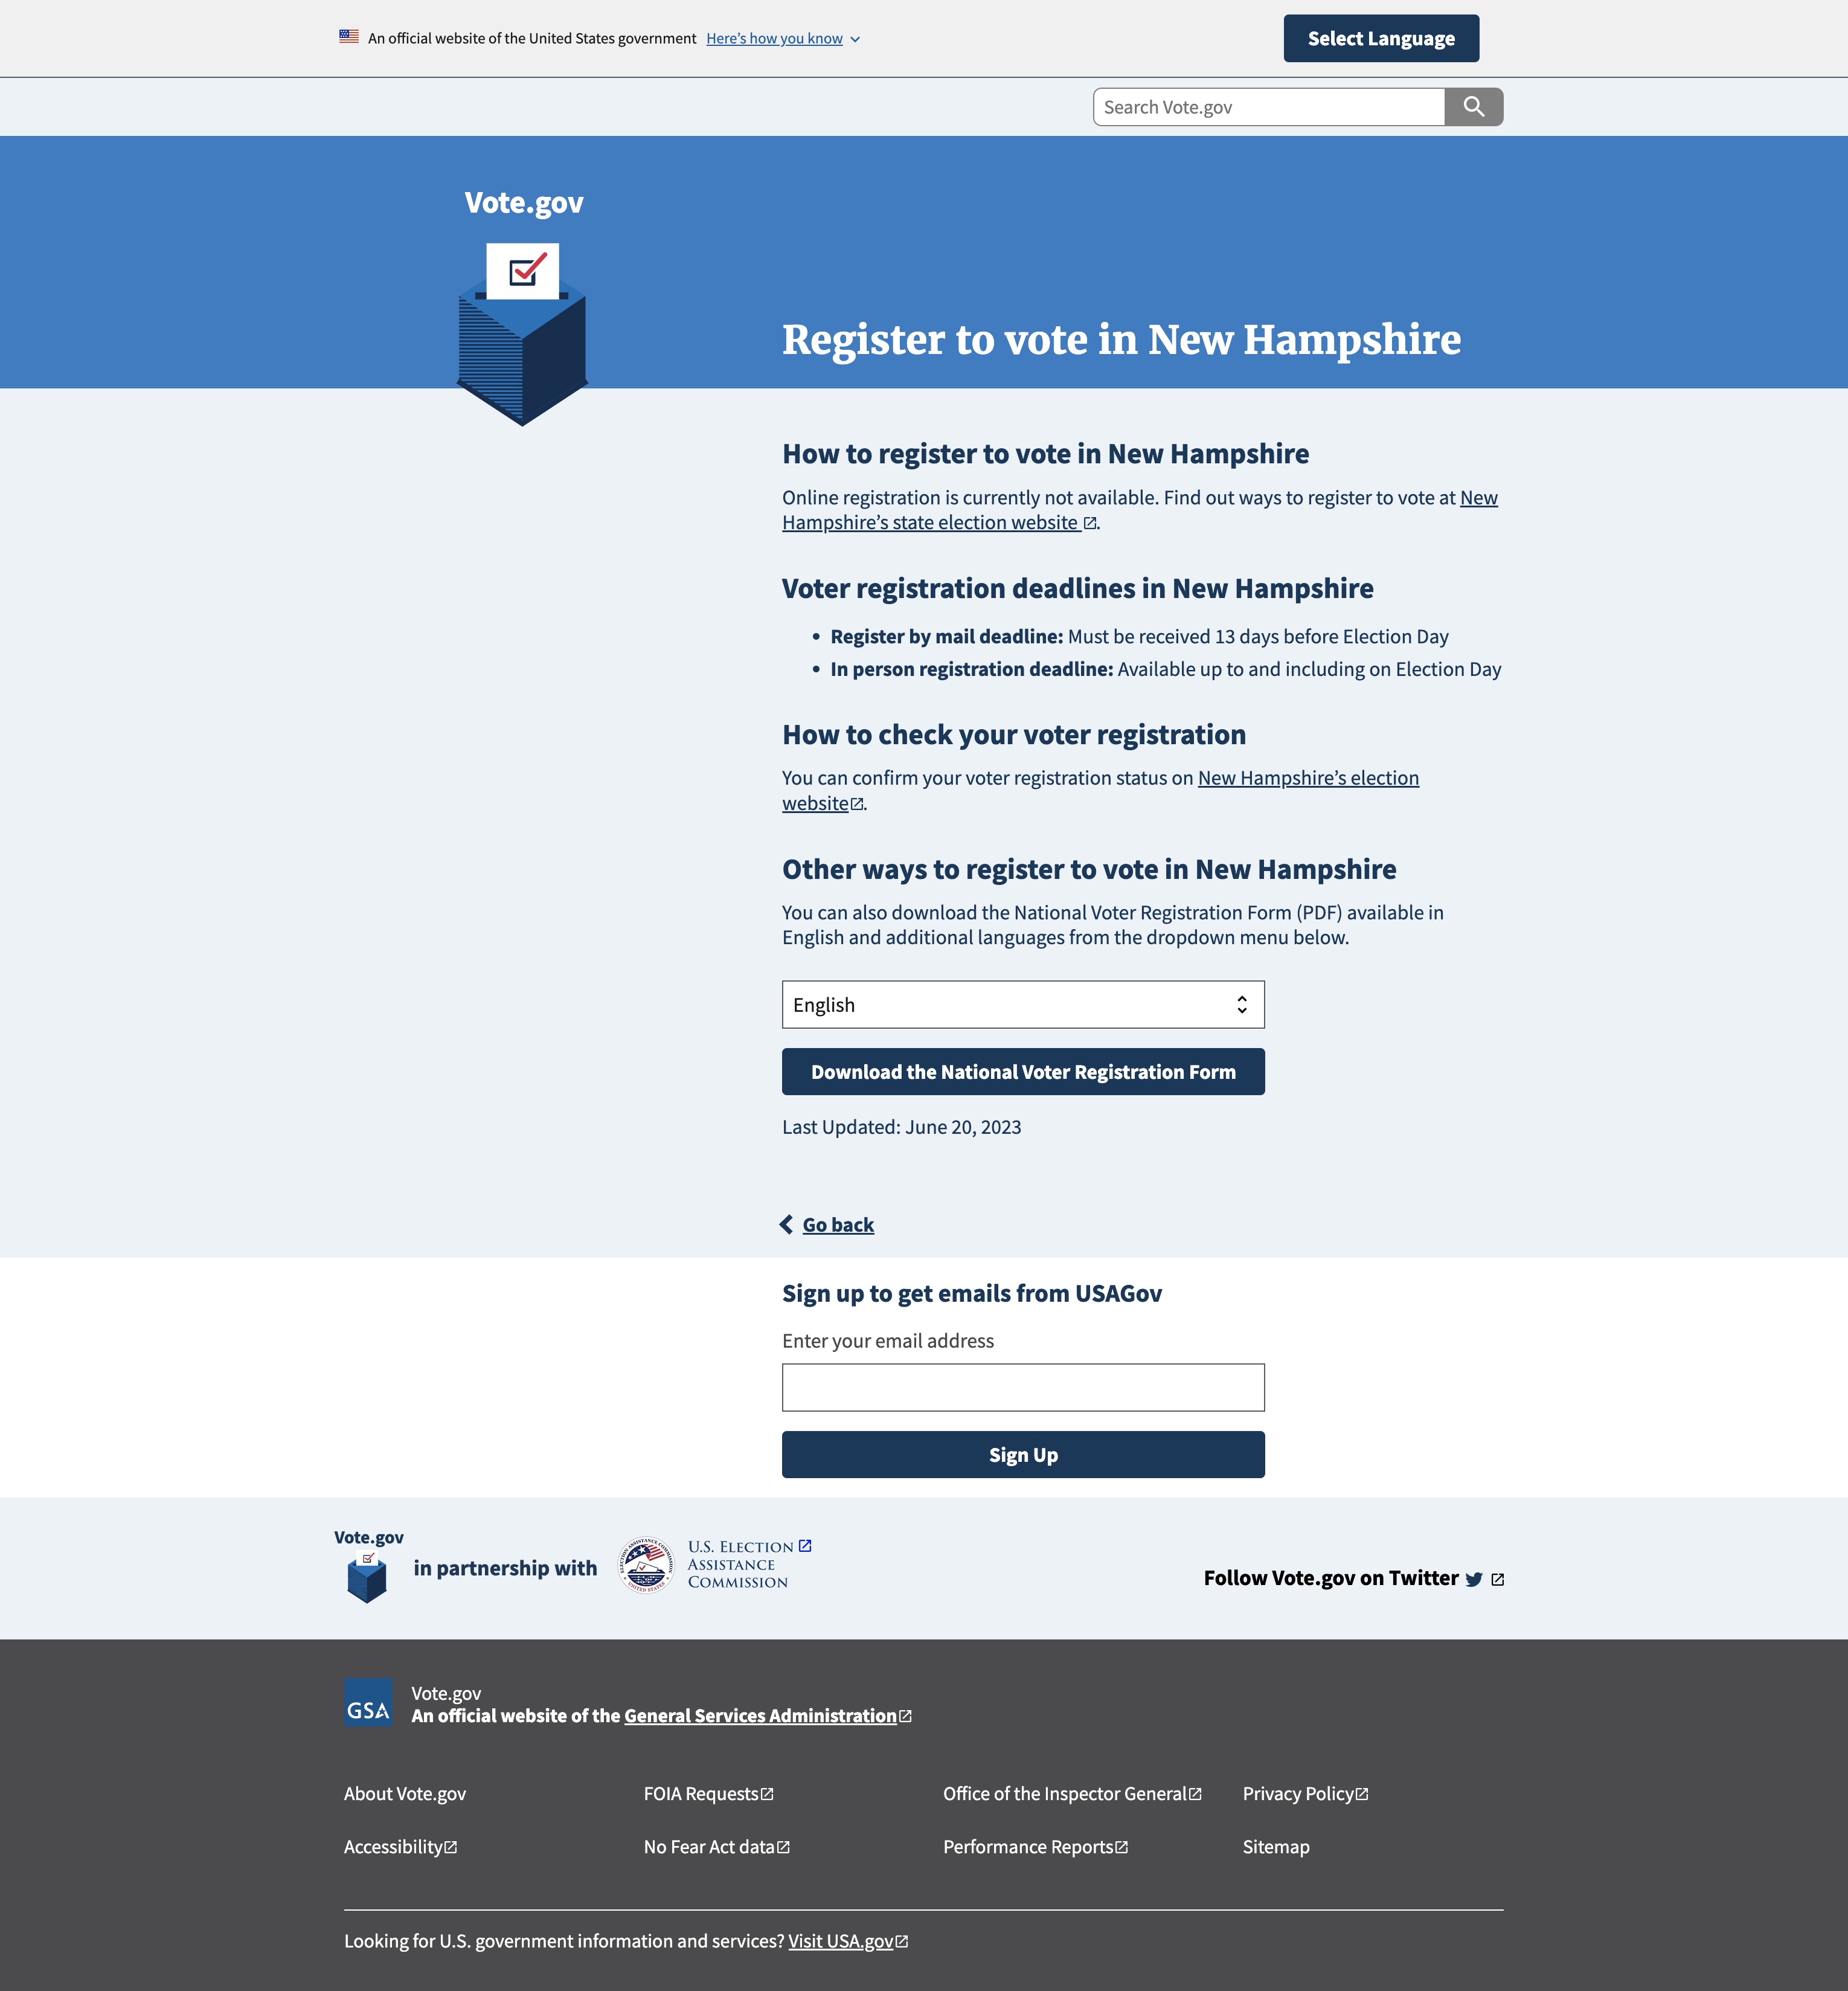 An official website of the United States government Here's how you know
Select Language
Search Vote.gov
Vote.gov
Register to vote in New Hampshire
How to register to vote in New Hampshire
Online registration is currently not available. Find out ways to register to vote at New
Hampshire's state election website.
Voter registration deadlines in New Hampshire
• Register by mail deadline: Must be received 13 days before Election Day
• In person registration deadline: Available up to and including on Election Day
How to check your voter registration
You can confirm your voter registration status on New Hampshire's election
website.
Other ways to register to vote in New Hampshire
You can also download the National Voter Registration Form (PDF) available in
English and additional languages from the dropdown menu below.
English
Download the National Voter Registration Form
Last Updated: June 20, 2023
Go back
Sign up to get emails from USAGov
Enter your email address
Sign Up
Vote.gov
in partnership with
U.S. ELECTION
ASSISTANCE
COMMISSION
Follow Vote.gov on Twitter
GSA
Vote.gov
An official website of the General Services Administration
About Vote.gov
FOIA Requests
Office of the Inspector General
Privacy Policy
Accessibility
No Fear Act data
Performance Reports
Sitemap
Looking for U.S. government information and services? Visit USA.gov